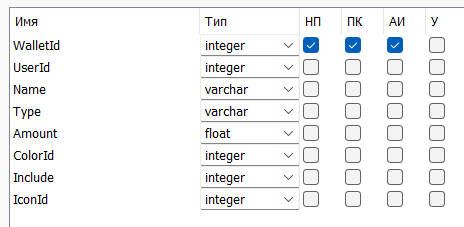 Имя Тип НП ПК АИ У
WalletId integer
UserId integer
Name varchar
Type varchar
Amount float
ColorId integer
Include integer
IconId integer